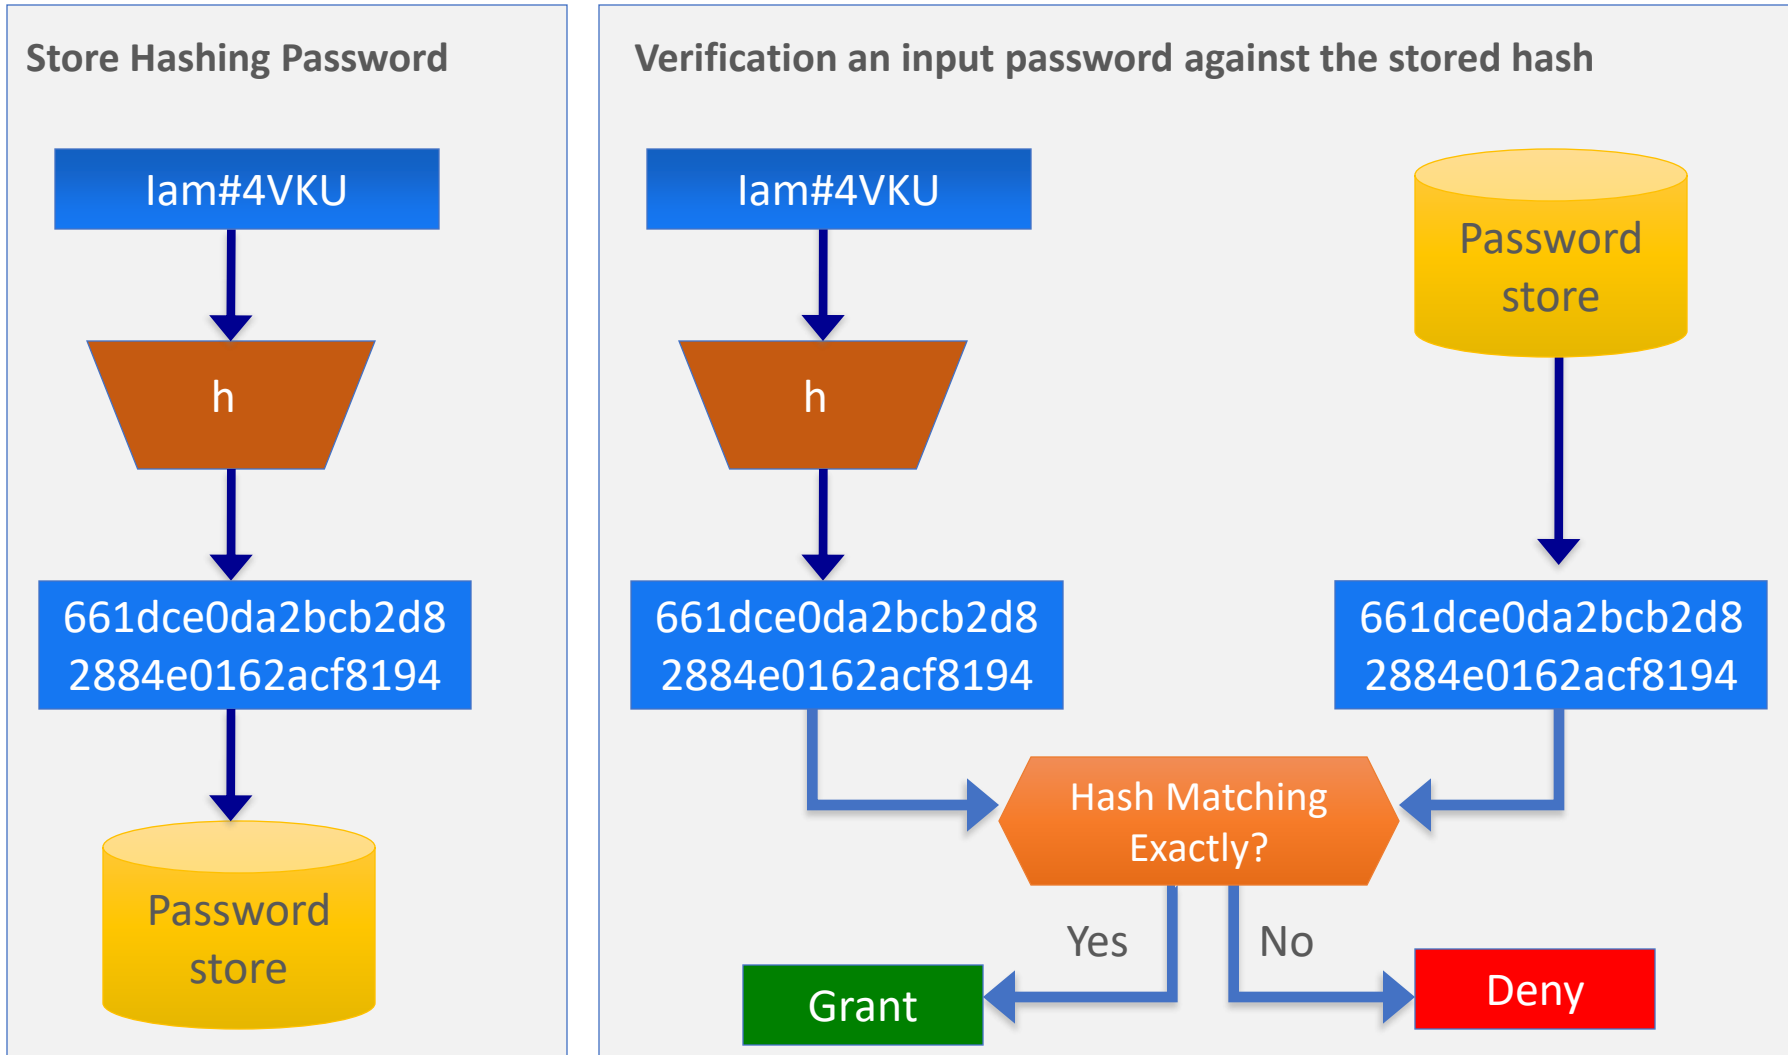 Store Hashing Password
Iam#4VKU
h
661dce0da2bcb2d8
2884e0162acf8194
Password
store
Verification an input password against the stored hash
Iam#4VKU
h
661dce0da2bcb2d8
2884e0162acf8194
Password
store
661dce0da2bcb2d8
2884e0162acf8194
Hash Matching
Exactly?
Yes
No
Grant
Deny